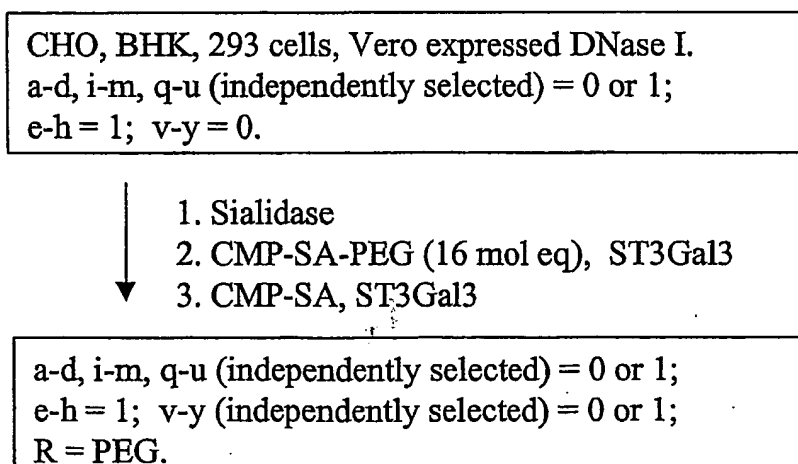 CHO, BHK, 293 cells, Vero expressed DNase I.
a-d, i-m, q-u (independently selected) = 0 or 1;
e-h = 1; v-y = 0.
1. Sialidase
2. CMP-SA-PEG (16 mol eq), ST3Gal3
3. CMP-SA, ST3Gal3
a-d, i-m, q-u (independently selected) = 0 or 1;
e-h = 1; v-y (independently selected) = 0 or 1;
R = PEG.